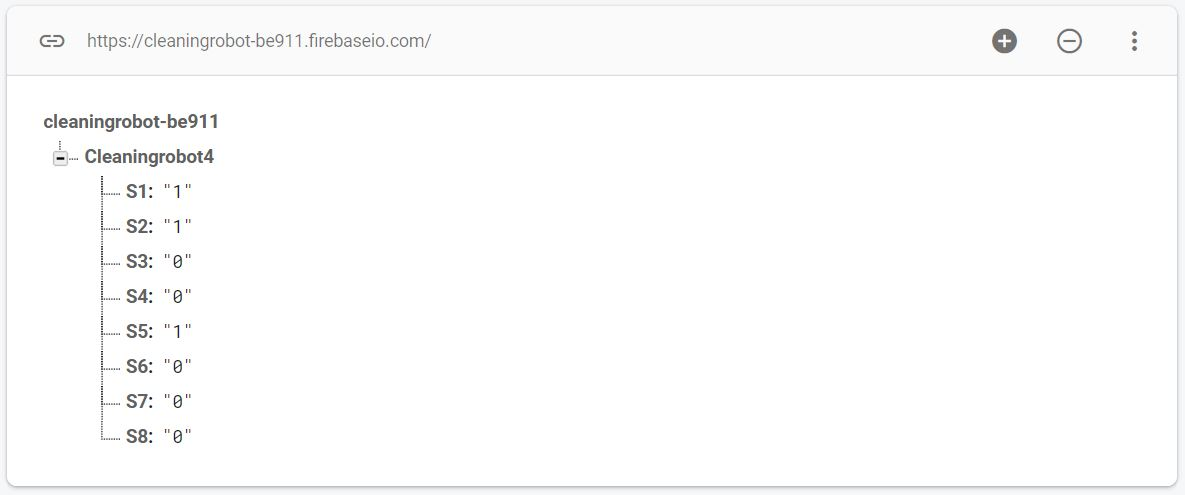 https://cleaningrobot-be911.firebaseio.com/
cleaningrobot-be911
Cleaningrobot4
S1: "1"
S2: "1"
S3: "0"
S4: "0"
S5: "1"
S6: "0"
S7: "0"
S8: "0"